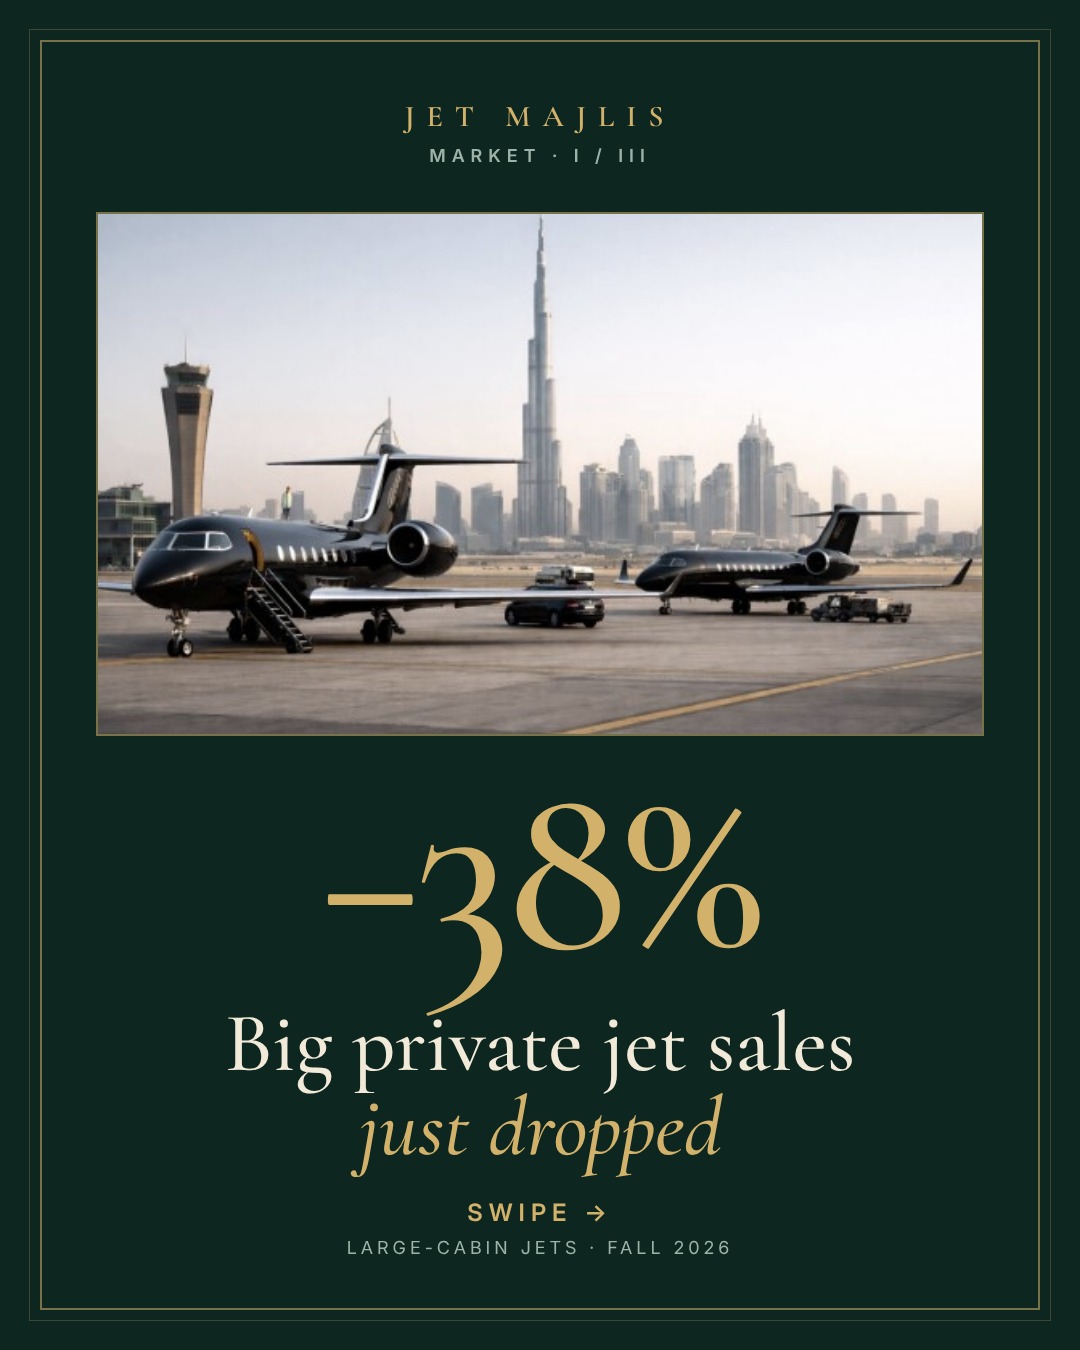 JET MAJLIS
MARKET · I / III
–38%
Big private jet sales
just dropped
SWIPE →
LARGE-CABIN JETS · FALL 2026